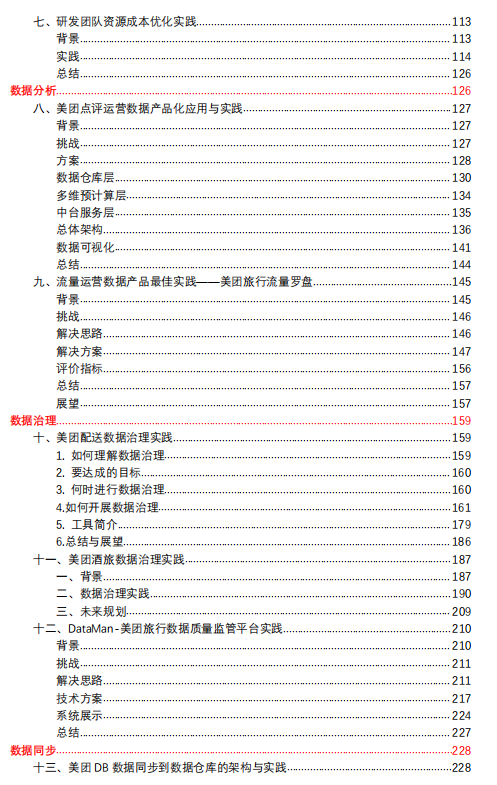 七、研发团队资源成本优化实践 113
背景 113
实践 114
总结 126
数据分析 126
八、美团点评运营数据产品化应用与实践 127
背景 127
挑战 127
方案 128
数据仓库层 130
多维预计算层 134
中台服务层 135
总体架构 136
数据可视化 141
总结 144
九、流量运营数据产品最佳实践——美团旅行流量罗盘 145
背景 145
挑战 146
解决思路 146
解决方案 147
评价指标 156
总结 157
展望 157
数据治理 159
十、美团配送数据治理实践 159
1. 如何理解数据治理 159
2. 要达成的目标 160
3. 何时进行数据治理 160
4.如何开展数据治理 161
5. 工具简介 179
6.总结与展望 186
十一、美团酒旅数据治理实践 187
一、背景 187
二、数据治理实践 190
三、未来规划 209
十二、DataMan-美团旅行数据质量监管平台实践 210
背景 210
挑战 211
解决思路 211
技术方案 217
系统展示 224
总结 227
数据同步 228
十三、美团 DB 数据同步到数据仓库的架构与实践 228